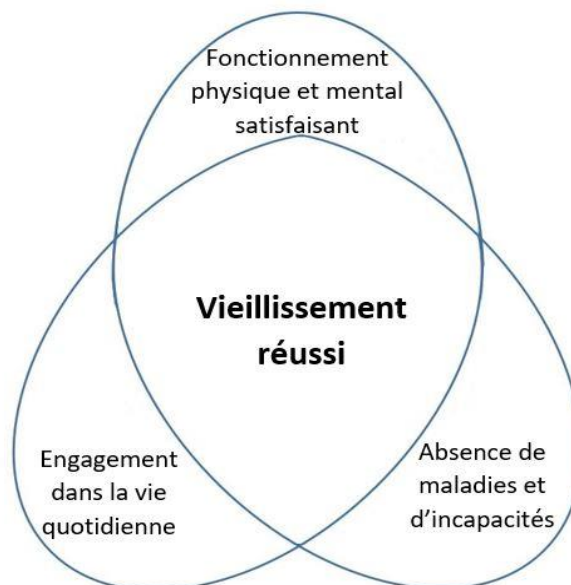 Fonctionnement
physique et mental
satisfaisant
Vieillissement
réussi
Engagement
dans la vie
quotidienne
Absence de
maladies et
d'incapacités